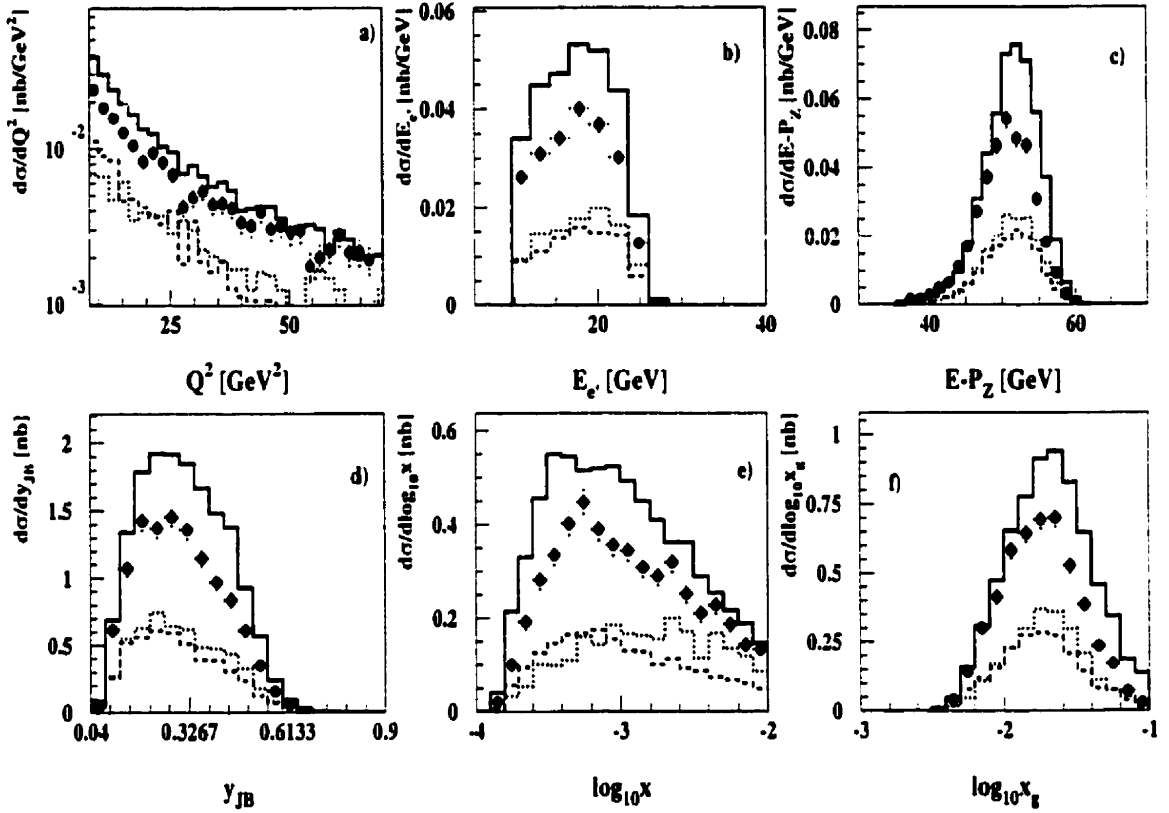 dσ/dQ² [nb/GeV²]
10⁻²
10⁻³
a)
25
50
Q² [GeV²]
dσ/dE_e' [nb/GeV]
0.06
0.04
0.02
0
b)
20
40
E_e' [GeV]
dσ/dE-P_Z [nb/GeV]
0.08
0.06
0.04
0.02
0
c)
40
60
E-P_Z [GeV]
dσ/dy_JB [nb]
2
1.5
1
0.5
0
d)
0.04
0.3267
0.6133
0.9
y_JB
dσ/dlog₁₀x [nb]
0.6
0.4
0.2
0
e)
-4
-3
-2
log₁₀x
dσ/dlog₁₀x_g [nb]
1
0.75
0.5
0.25
0
f)
-3
-2
-1
log₁₀x_g